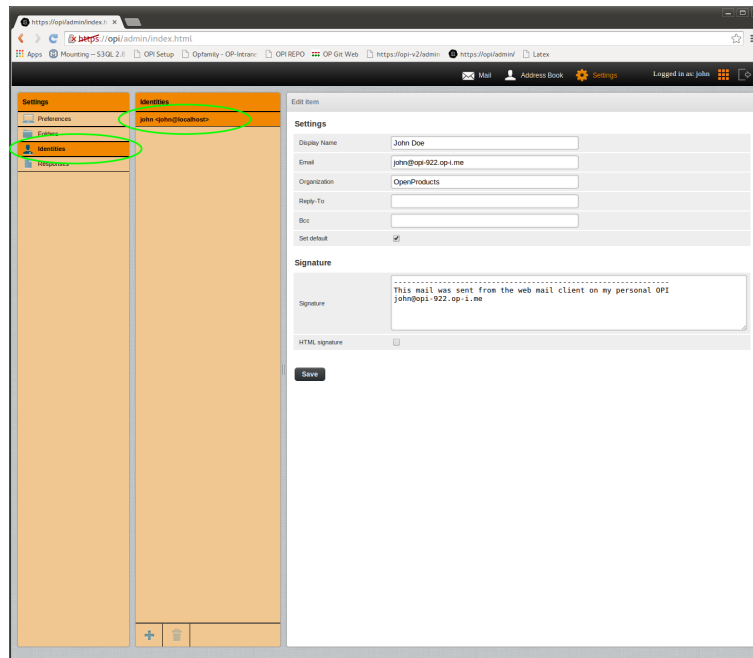 https://opi/admin/index.h ×
https://opi/admin/index.html
Apps Mounting — S3QL 2.
OPI Setup
Opfamily - OP-Intrane
OPI REPO
OP Git Web
https://opi-v2/admin
https://opi/admin/
Latex
Mail
Address Book
Settings
Logged in as: john
Settings
Preferences
Folders
Identities
Responses
Identities
john <john@localhost>
Edit item
Settings
Display Name John Doe
Email john@opi-922.op-i.me
Organization OpenProducts
Reply-To
Bcc
Set default
Signature
Signature
------------------------------------------------------------------
This mail was sent from the web mail client on my personal OPI
john@opi-922.op-i.me
HTML signature
Save